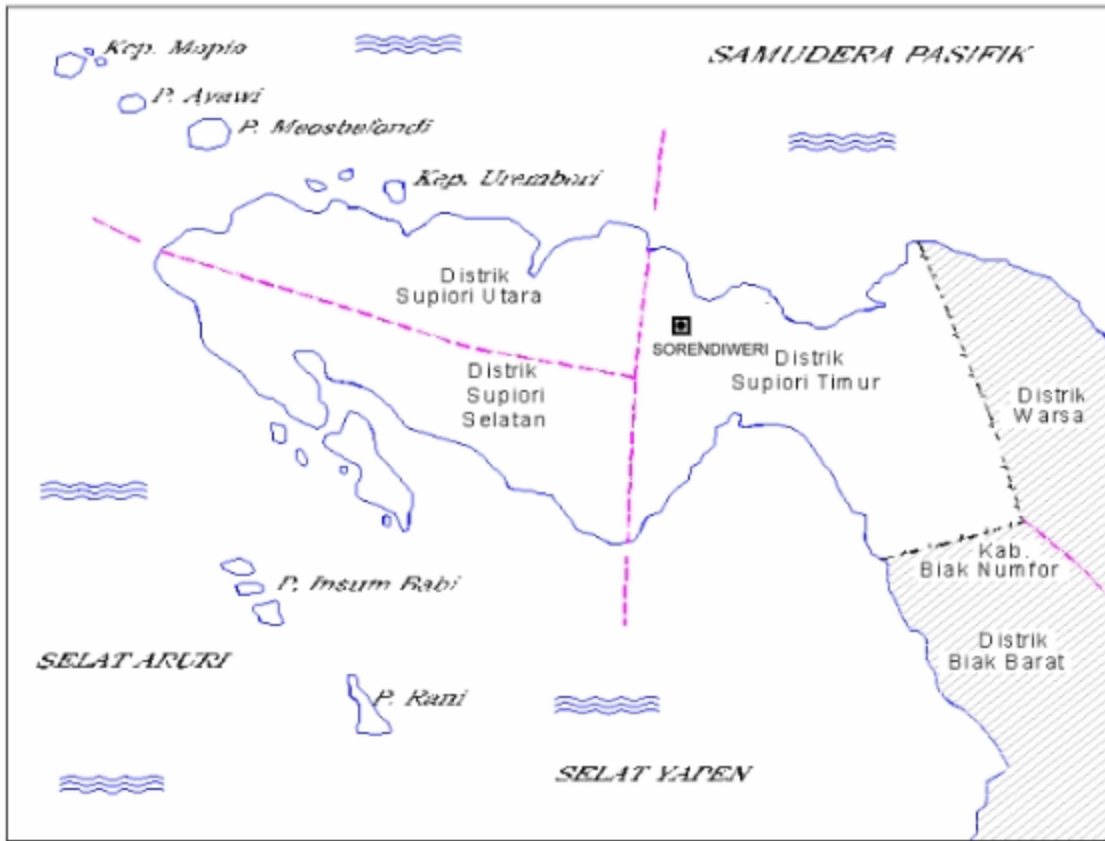 Kep. Mapia
SAMUDERA PASIFIK
P. Ayawi
P. Meosbefondi
Kep. Urembori
Distrik
Supiori Utara
SORENDIWERI
Distrik
Supiori Timur
Distrik
Supiori
Selatan
Distrik
Warsa
Kab.
Biak Numfor
P. Insum Babi
Distrik
Biak Barat
SELAT ARURI
P. Rani
SELAT YAPEN